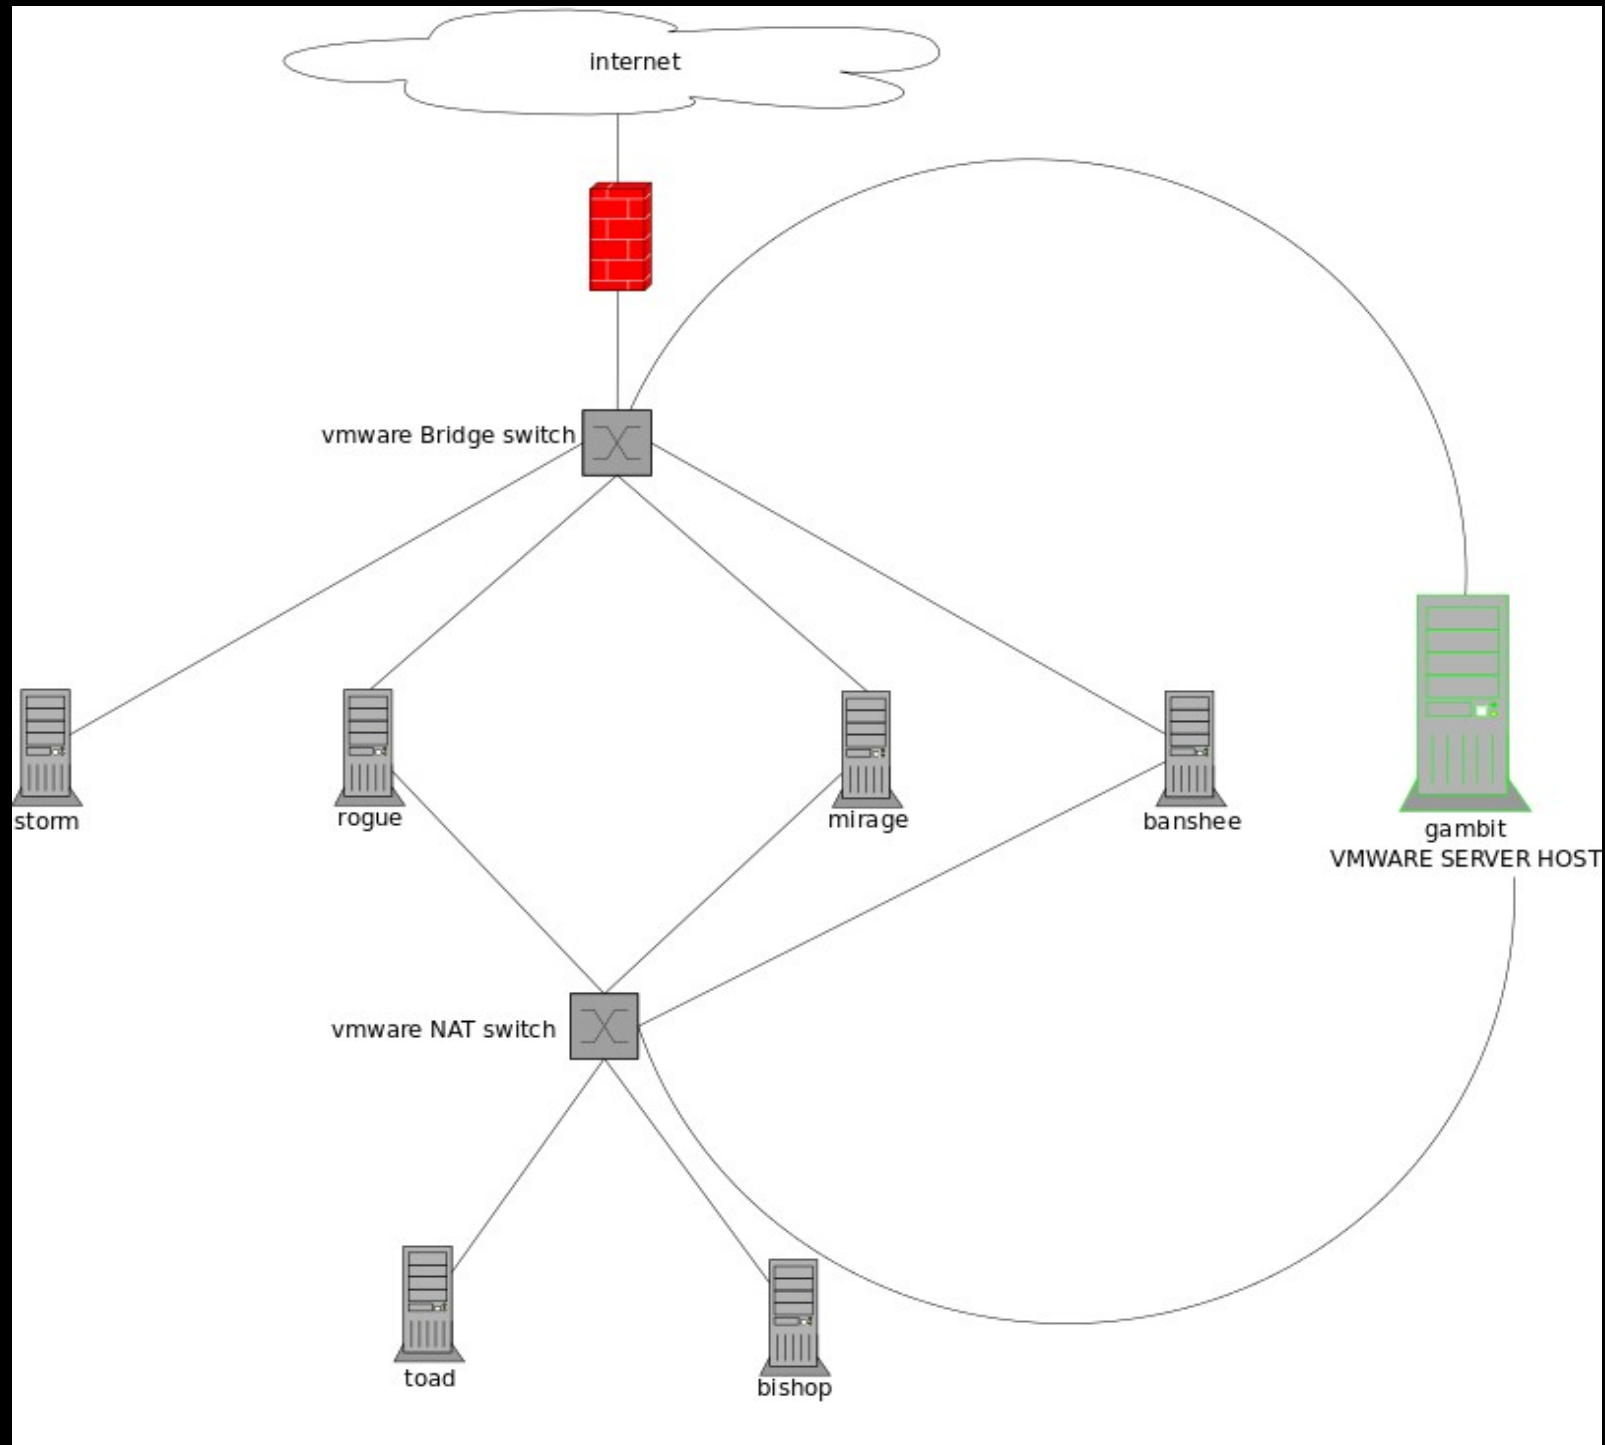 internet
vmware Bridge switch
storm
rogue
mirage
banshee
gambit
VMWARE SERVER HOST
vmware NAT switch
toad
bishop